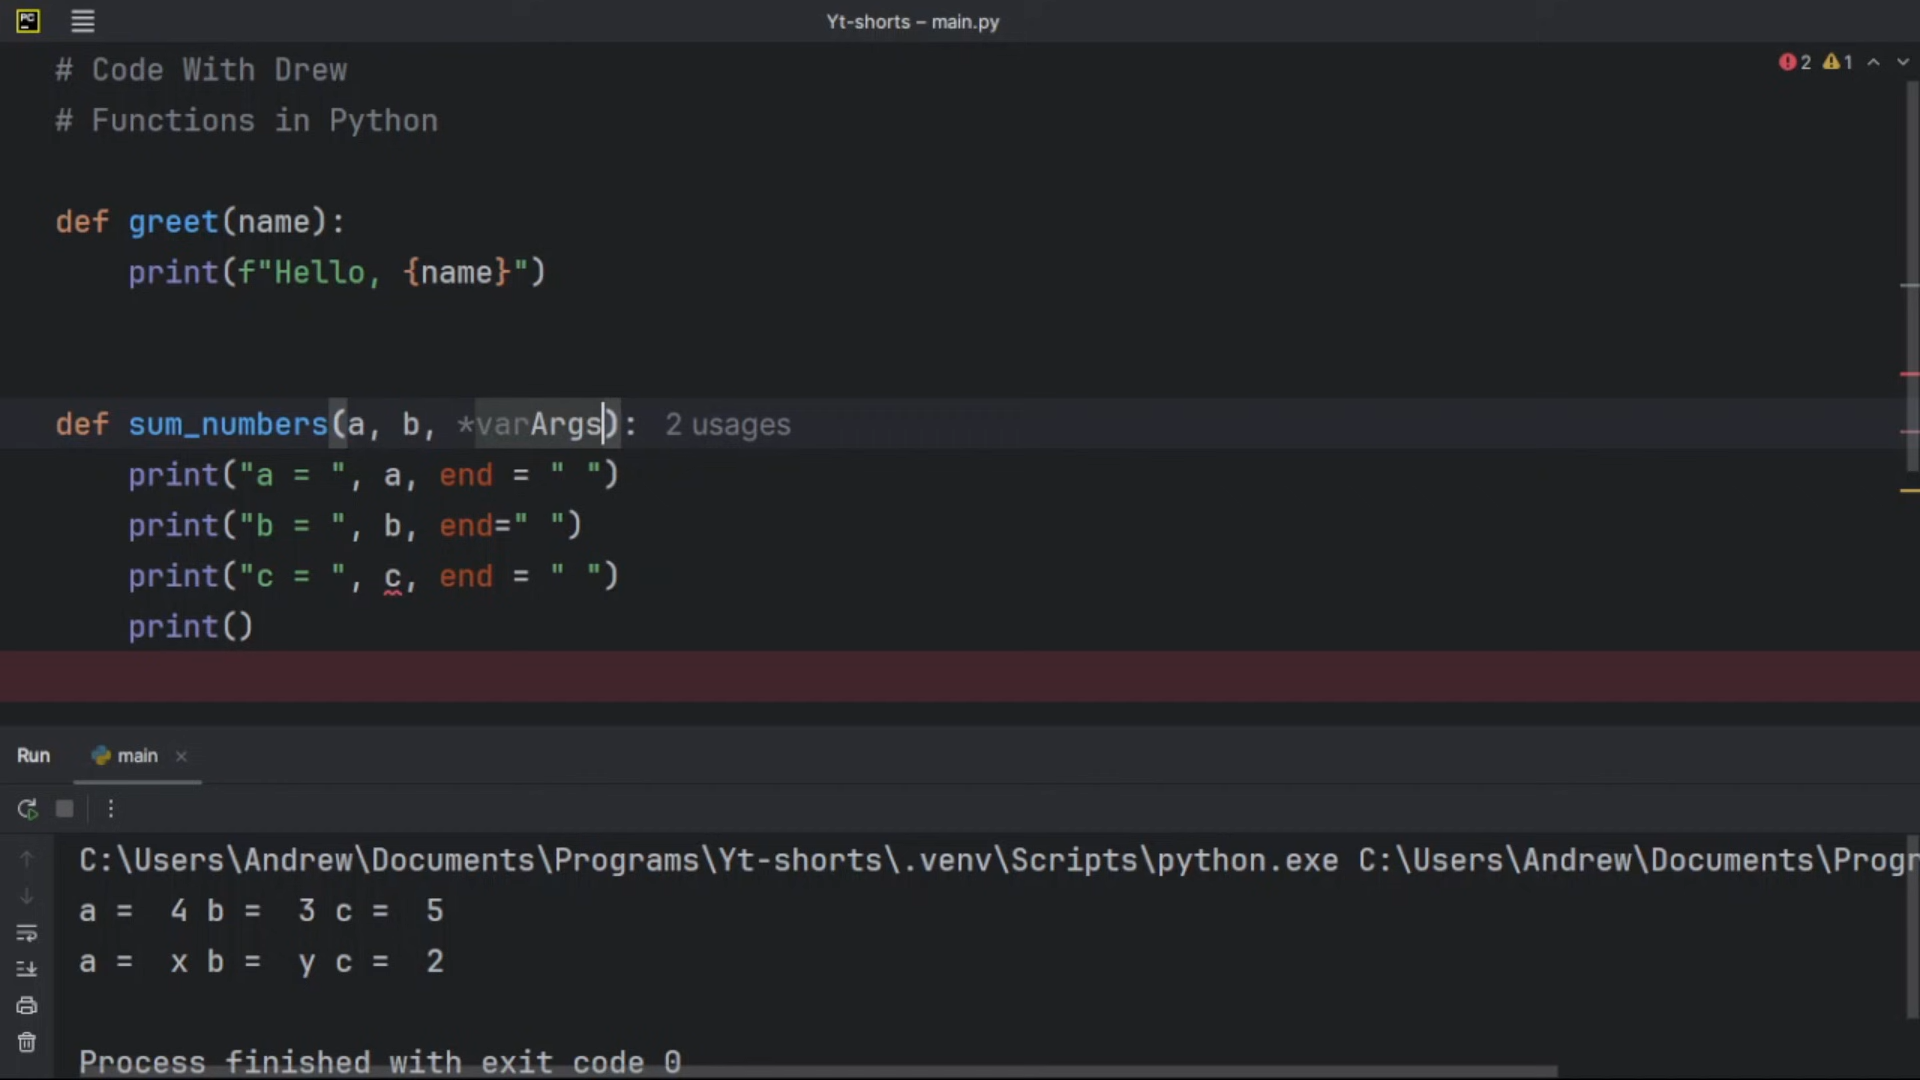 PC
Yt-shorts – main.py
# Code With Drew
2 1
# Functions in Python
def greet(name):
print(f"Hello, {name}")
def sum_numbers(a, b, *varArgs): 2 usages
print("a = ", a, end = " ")
print("b = ", b, end=" ")
print("c = ", c, end = " ")
print()
Run main
C:\Users\Andrew\Documents\Programs\Yt-shorts\.venv\Scripts\python.exe C:\Users\Andrew\Documents\Progr
a =  4 b =  3 c =  5
a =  x b =  y c =  2
Process finished with exit code 0